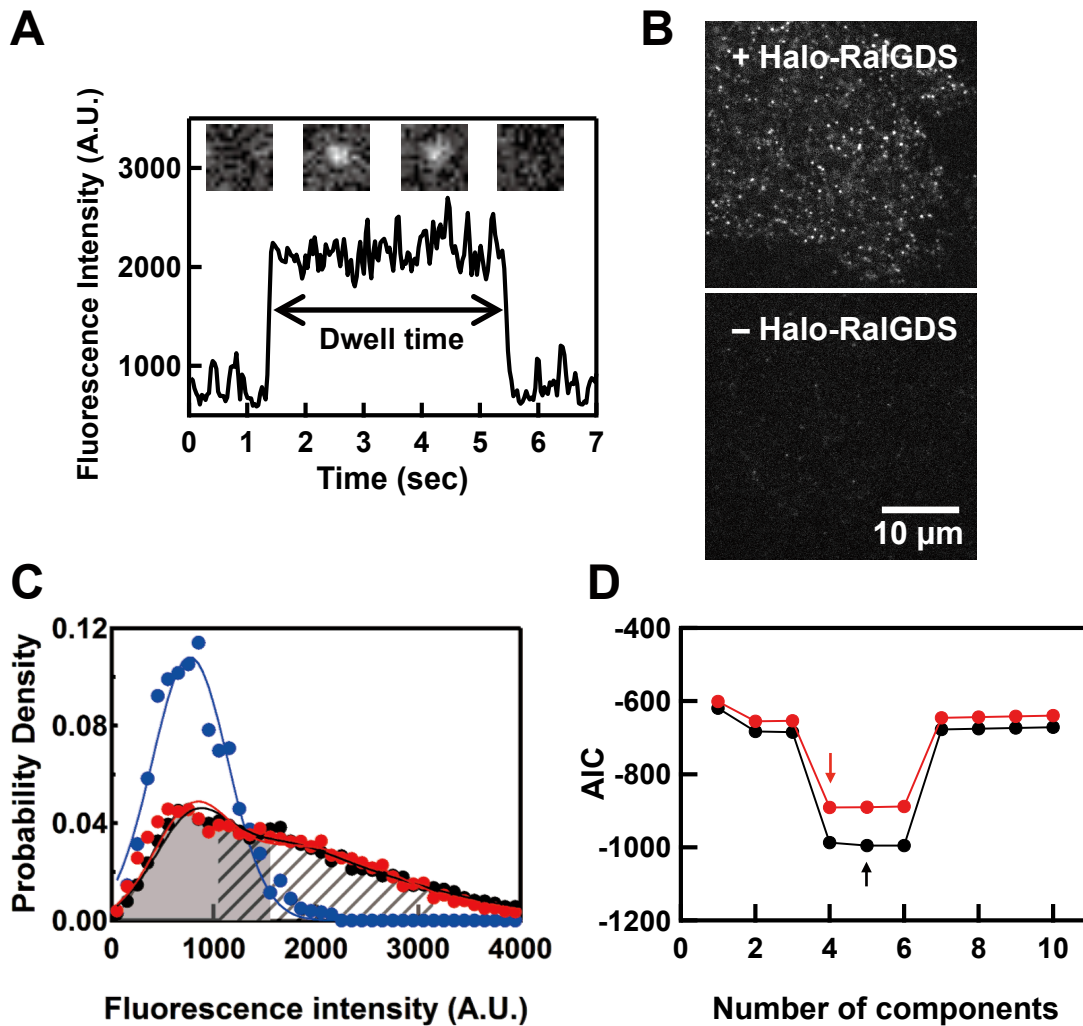 A
Fluorescence Intensity (A.U.)
3000
2000
1000
Dwell time
0 1 2 3 4 5 6 7
Time (sec)
B
+ Halo-RalGDS
– Halo-RalGDS
10 µm
C
Probability Density
0.12
0.08
0.04
0.00
0 1000 2000 3000 4000
Fluorescence intensity (A.U.)
D
AIC
-400
-600
-800
-1000
-1200
0 2 4 6 8 10
Number of components